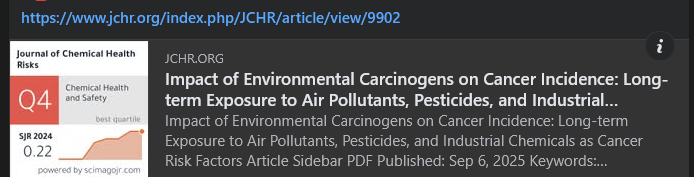 https://www.jchr.org/index.php/JCHR/article/view/9902
Journal of Chemical Health
Risks
Q4
Chemical Health
and Safety
best quartile
SJR 2024
0.22
powered by scimagojr.com
i
JCHR.ORG
Impact of Environmental Carcinogens on Cancer Incidence: Long-
term Exposure to Air Pollutants, Pesticides, and Industrial...
Impact of Environmental Carcinogens on Cancer Incidence: Long-term
Exposure to Air Pollutants, Pesticides, and Industrial Chemicals as Cancer
Risk Factors Article Sidebar PDF Published: Sep 6, 2025 Keywords:...